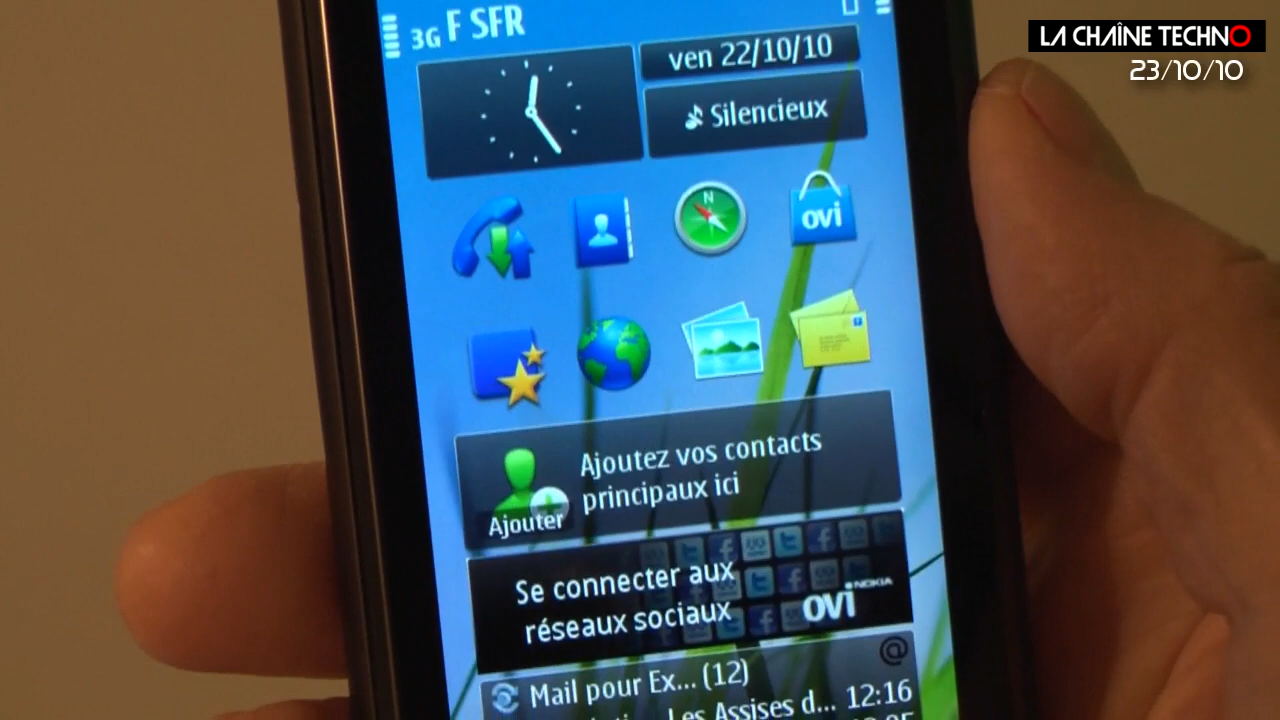 LA CHAÎNE TECHNO
23/10/10
3G F SFR
ven 22/10/10
Silencieux
N
ovi
Ajoutez vos contacts
principaux ici
Ajouter
Se connecter aux
réseaux sociaux
ovi NOKIA
@
Mail pour Ex... (12)
Les Assises d... 12:16